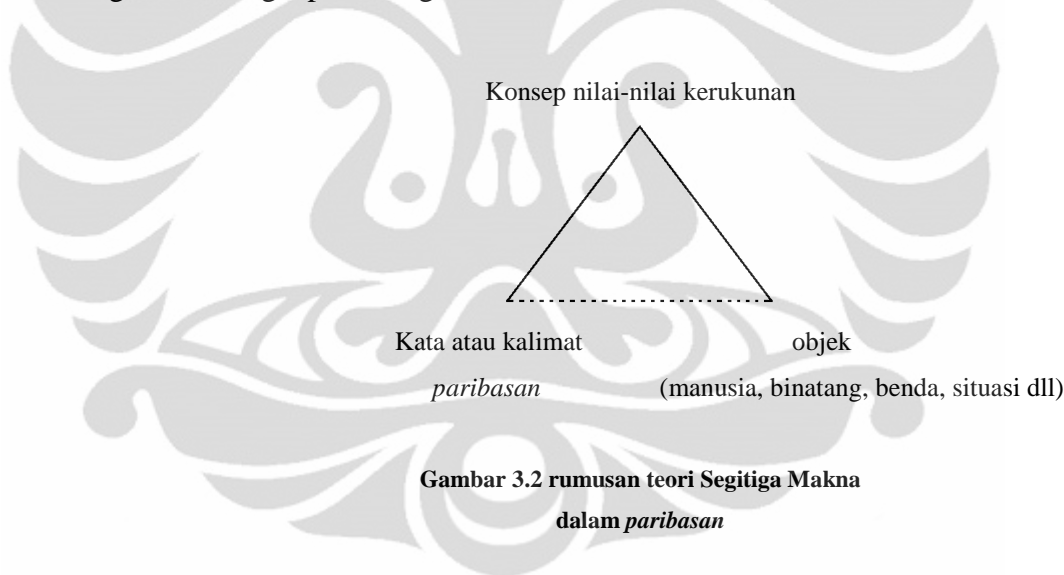 Konsep nilai-nilai kerukunan
Kata atau kalimat objek
paribasan (manusia, binatang, benda, situasi dll)
Gambar 3.2 rumusan teori Segitiga Makna
dalam paribasan